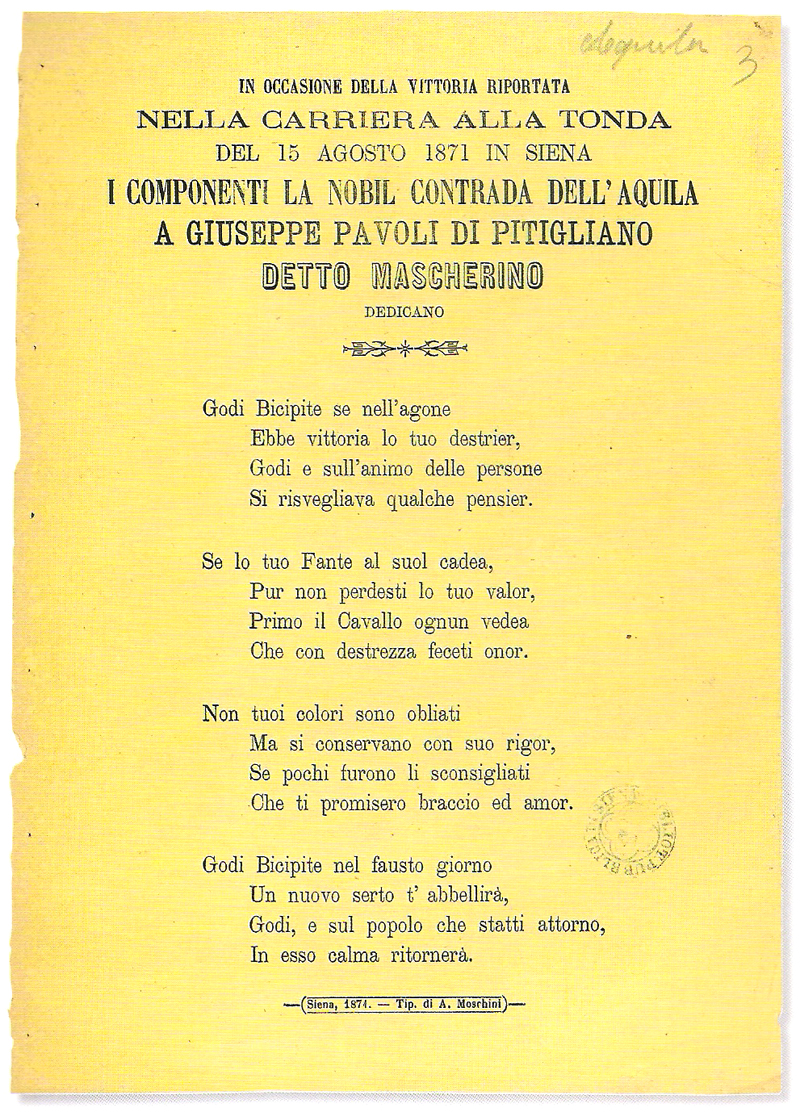 Aquila
3
IN OCCASIONE DELLA VITTORIA RIPORTATA
NELLA CARRIERA ALLA TONDA
DEL 15 AGOSTO 1871 IN SIENA
I COMPONENTI LA NOBIL CONTRADA DELL'AQUILA
A GIUSEPPE PAVOLI DI PITIGLIANO
DETTO MASCHERINO
DEDICANO
Godi Bicipite se nell'agone
Ebbe vittoria lo tuo destrier,
Godi e sull'animo delle persone
Si risvegliava qualche pensier.
Se lo tuo Fante al suol cadea,
Pur non perdesti lo tuo valor,
Primo il Cavallo ognun vedea
Che con destrezza feceti onor.
Non tuoi colori sono obliati
Ma si conservano con suo rigor,
Se pochi furono li sconsigliati
Che ti promisero braccio ed amor.
Godi Bicipite nel fausto giorno
Un nuovo serto t' abbellirà,
Godi, e sul popolo che statti attorno,
In esso calma ritornerà.
(Siena, 1871. — Tip. di A. Moschini)